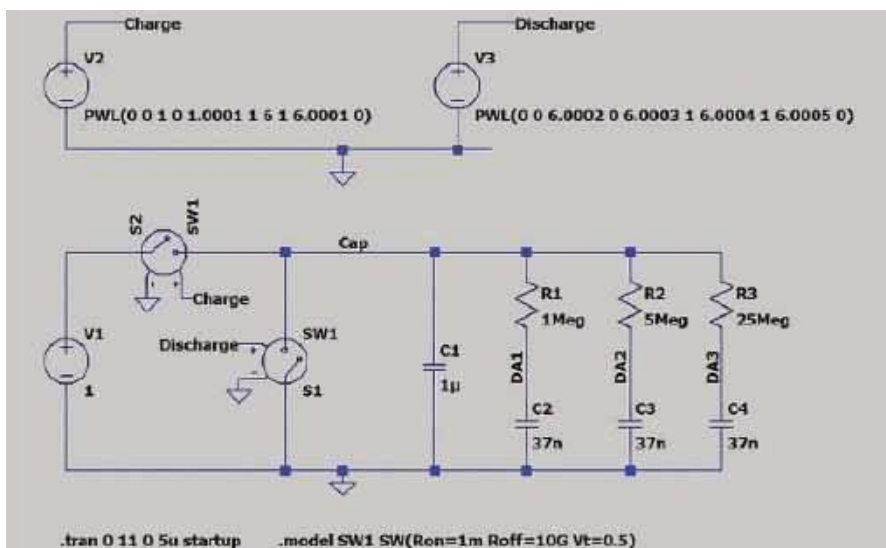 Charge
Discharge
V2
V3
PWL(0 0 1 0 1.0001 1 6 1 6.0001 0)
PWL(0 0 6.0002 0 6.0003 1 6.0004 1 6.0005 0)
S2
SW1
Cap
Charge
V1
1
Discharge
SW1
S1
C1
1µ
R1
1Meg
R2
5Meg
R3
25Meg
DA1
DA2
DA3
C2
37n
C3
37n
C4
37n
.tran 0 11 0 5u startup
.model SW1 SW(Ron=1m Roff=10G Vt=0.5)